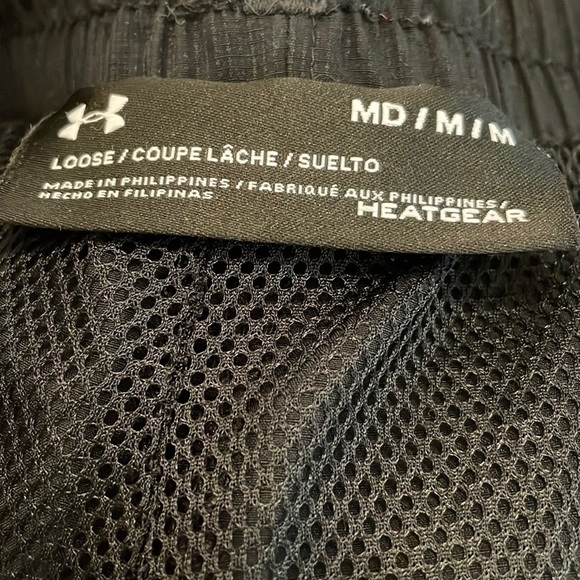 MD / M / M
LOOSE / COUPE LÂCHE / SUELTO
MADE IN PHILIPPINES / FABRIQUÉ AUX PHILIPPINES /
HECHO EN FILIPINAS
HEATGEAR